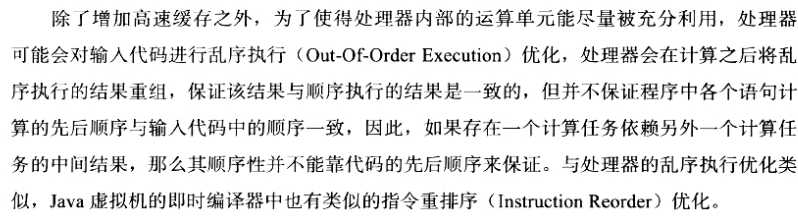 除了增加高速缓存之外，为了使得处理器内部的运算单元能尽量被充分利用，处理器
可能会对输入代码进行乱序执行（Out-Of-Order Execution）优化，处理器会在计算之后将乱
序执行的结果重组，保证该结果与顺序执行的结果是一致的，但并不保证程序中各个语句计
算的先后顺序与输入代码中的顺序一致，因此，如果存在一个计算任务依赖另外一个计算任
务的中间结果，那么其顺序性并不能靠代码的先后顺序来保证。与处理器的乱序执行优化类
似，Java 虚拟机的即时编译器中也有类似的指令重排序（Instruction Reorder）优化。